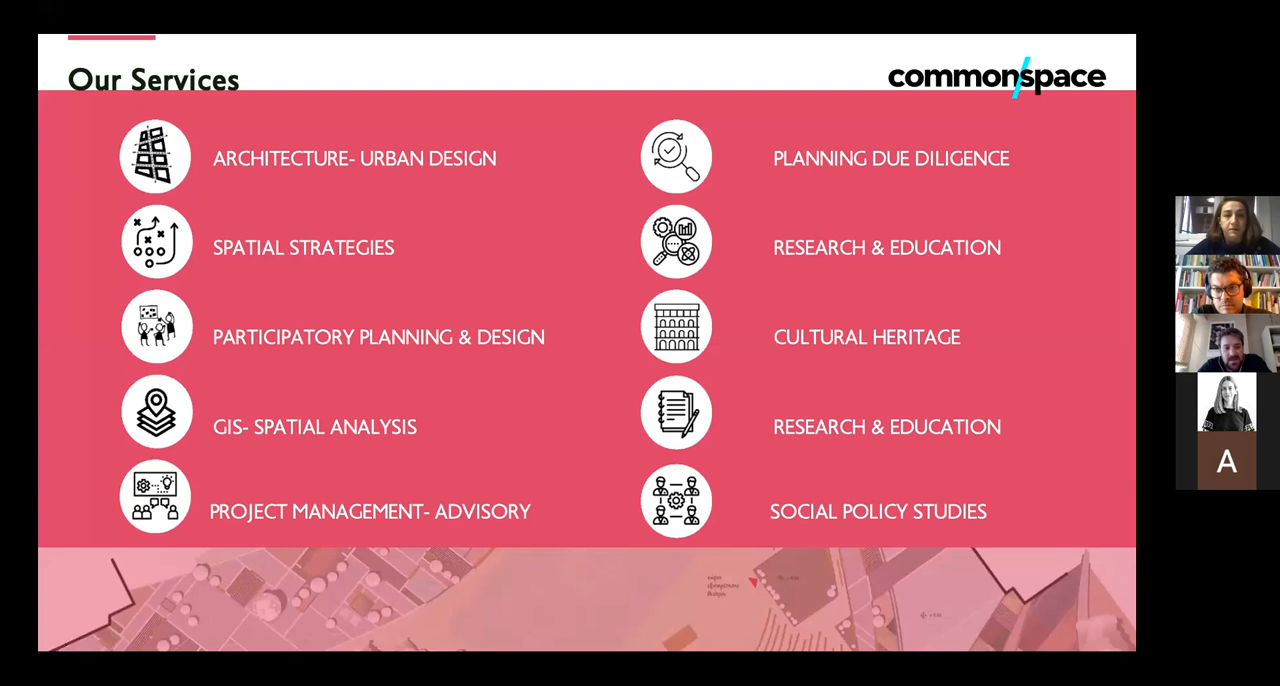 Our Services
commonspace
ARCHITECTURE- URBAN DESIGN
PLANNING DUE DILIGENCE
SPATIAL STRATEGIES
RESEARCH & EDUCATION
PARTICIPATORY PLANNING & DESIGN
CULTURAL HERITAGE
GIS- SPATIAL ANALYSIS
RESEARCH & EDUCATION
PROJECT MANAGEMENT- ADVISORY
SOCIAL POLICY STUDIES
A